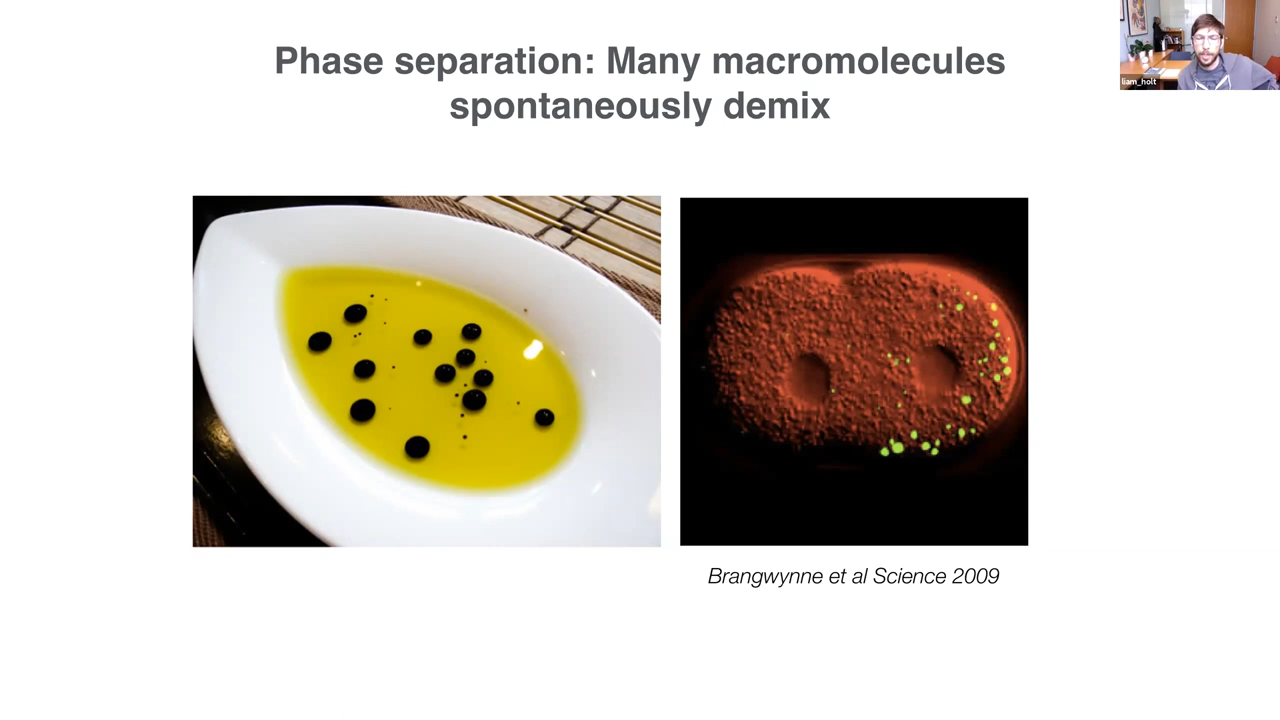 Phase separation: Many macromolecules
spontaneously demix
liam_holt
Brangwynne et al Science 2009